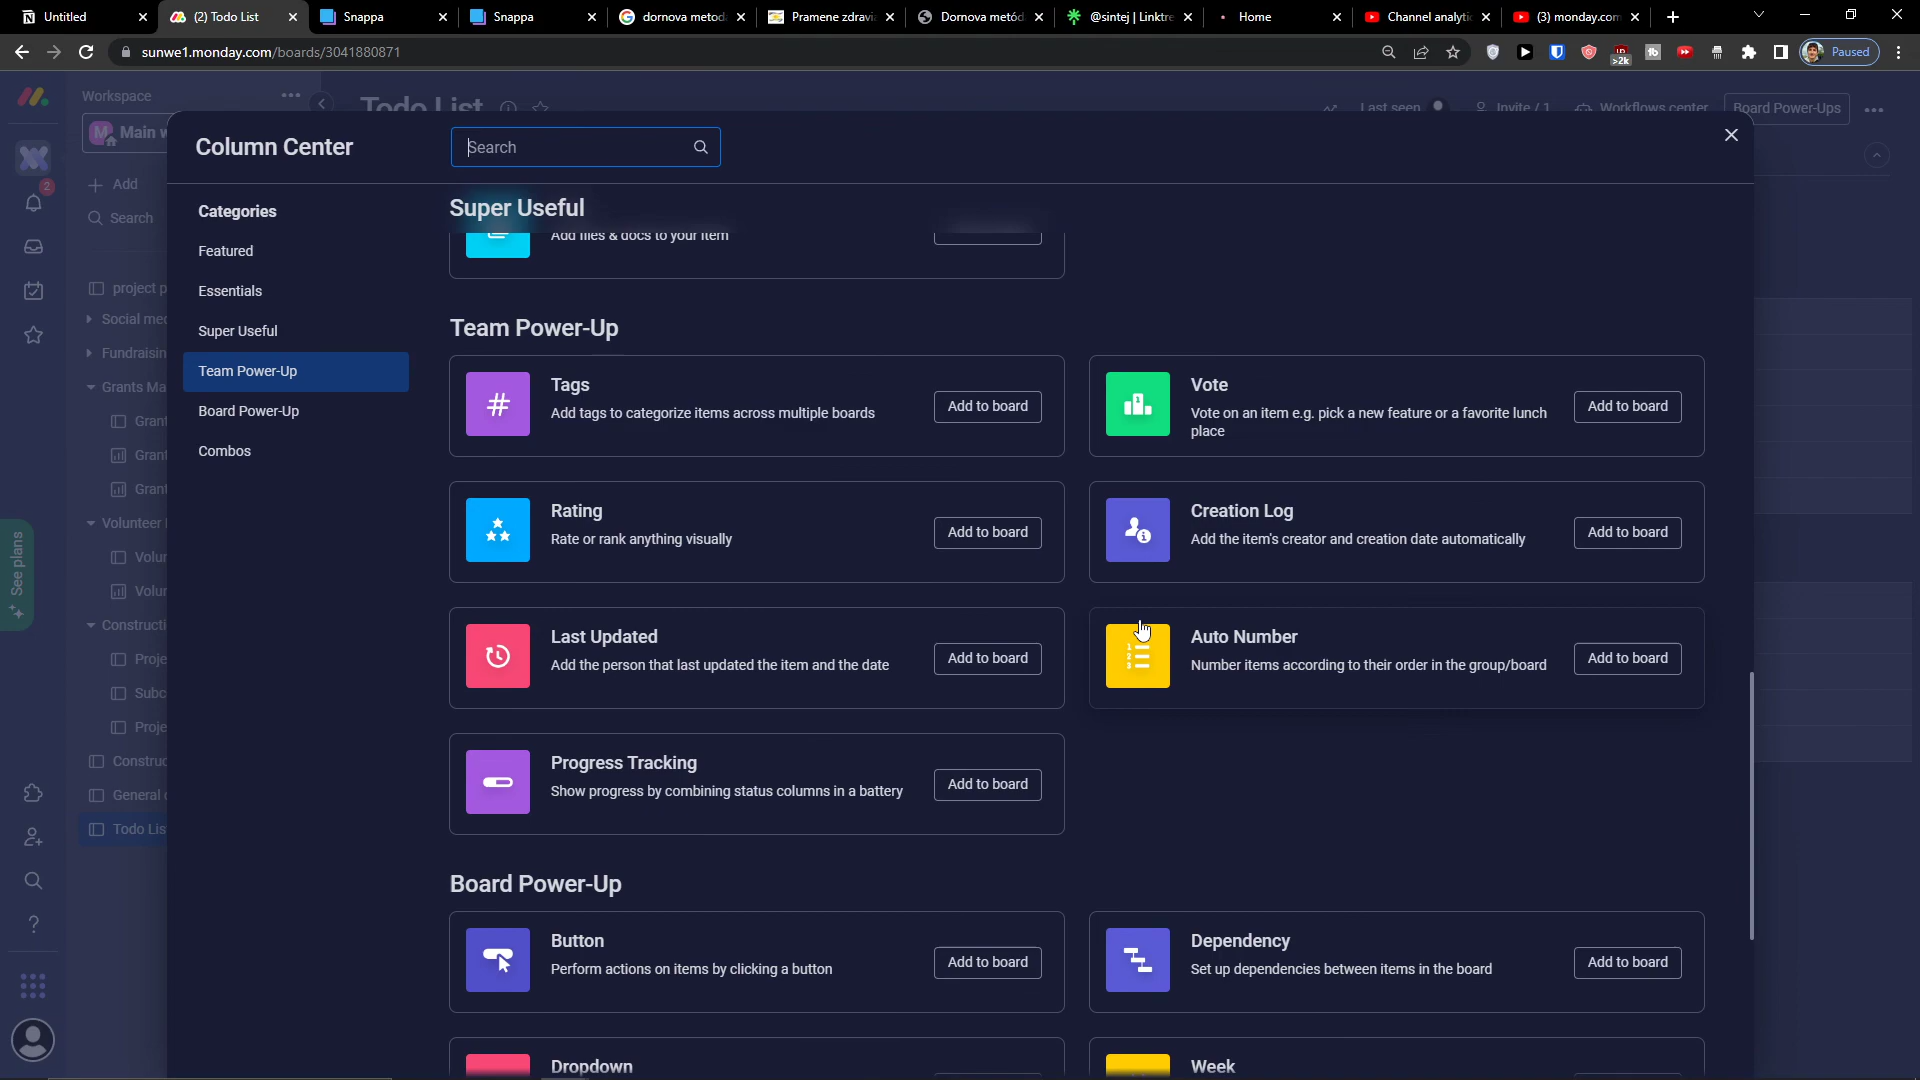 Untitled
(2) Todo List
Snappa
Snappa
dornova metod
Pramene zdravi
Dornova metód
@sintej | Linktre
Home
Channel analytic
(3) monday.com
sunwe1.monday.com/boards/3041880871
>2k
Paused
Workspace
Todo List
Last seen
Invite / 1
Workflows center
Board Power-Ups
M
Main w
Column Center
Search
2
Add
Search
Categories
Featured
Essentials
Super Useful
Team Power-Up
Board Power-Up
Combos
project p
Social med
Fundraisin
Grants Ma
Grant
Grant
Grant
Volunteer
Volun
Volun
Constructi
Proje
Subc
Proje
Construc
General
Todo Lis
See plans
?
Super Useful
Add files & docs to your item
Team Power-Up
Tags
Add tags to categorize items across multiple boards
Add to board
Vote
Vote on an item e.g. pick a new feature or a favorite lunch
place
Add to board
Rating
Rate or rank anything visually
Add to board
Creation Log
Add the item's creator and creation date automatically
Add to board
Last Updated
Add the person that last updated the item and the date
Add to board
Auto Number
Number items according to their order in the group/board
Add to board
Progress Tracking
Show progress by combining status columns in a battery
Add to board
Board Power-Up
Button
Perform actions on items by clicking a button
Add to board
Dependency
Set up dependencies between items in the board
Add to board
Dropdown
Week